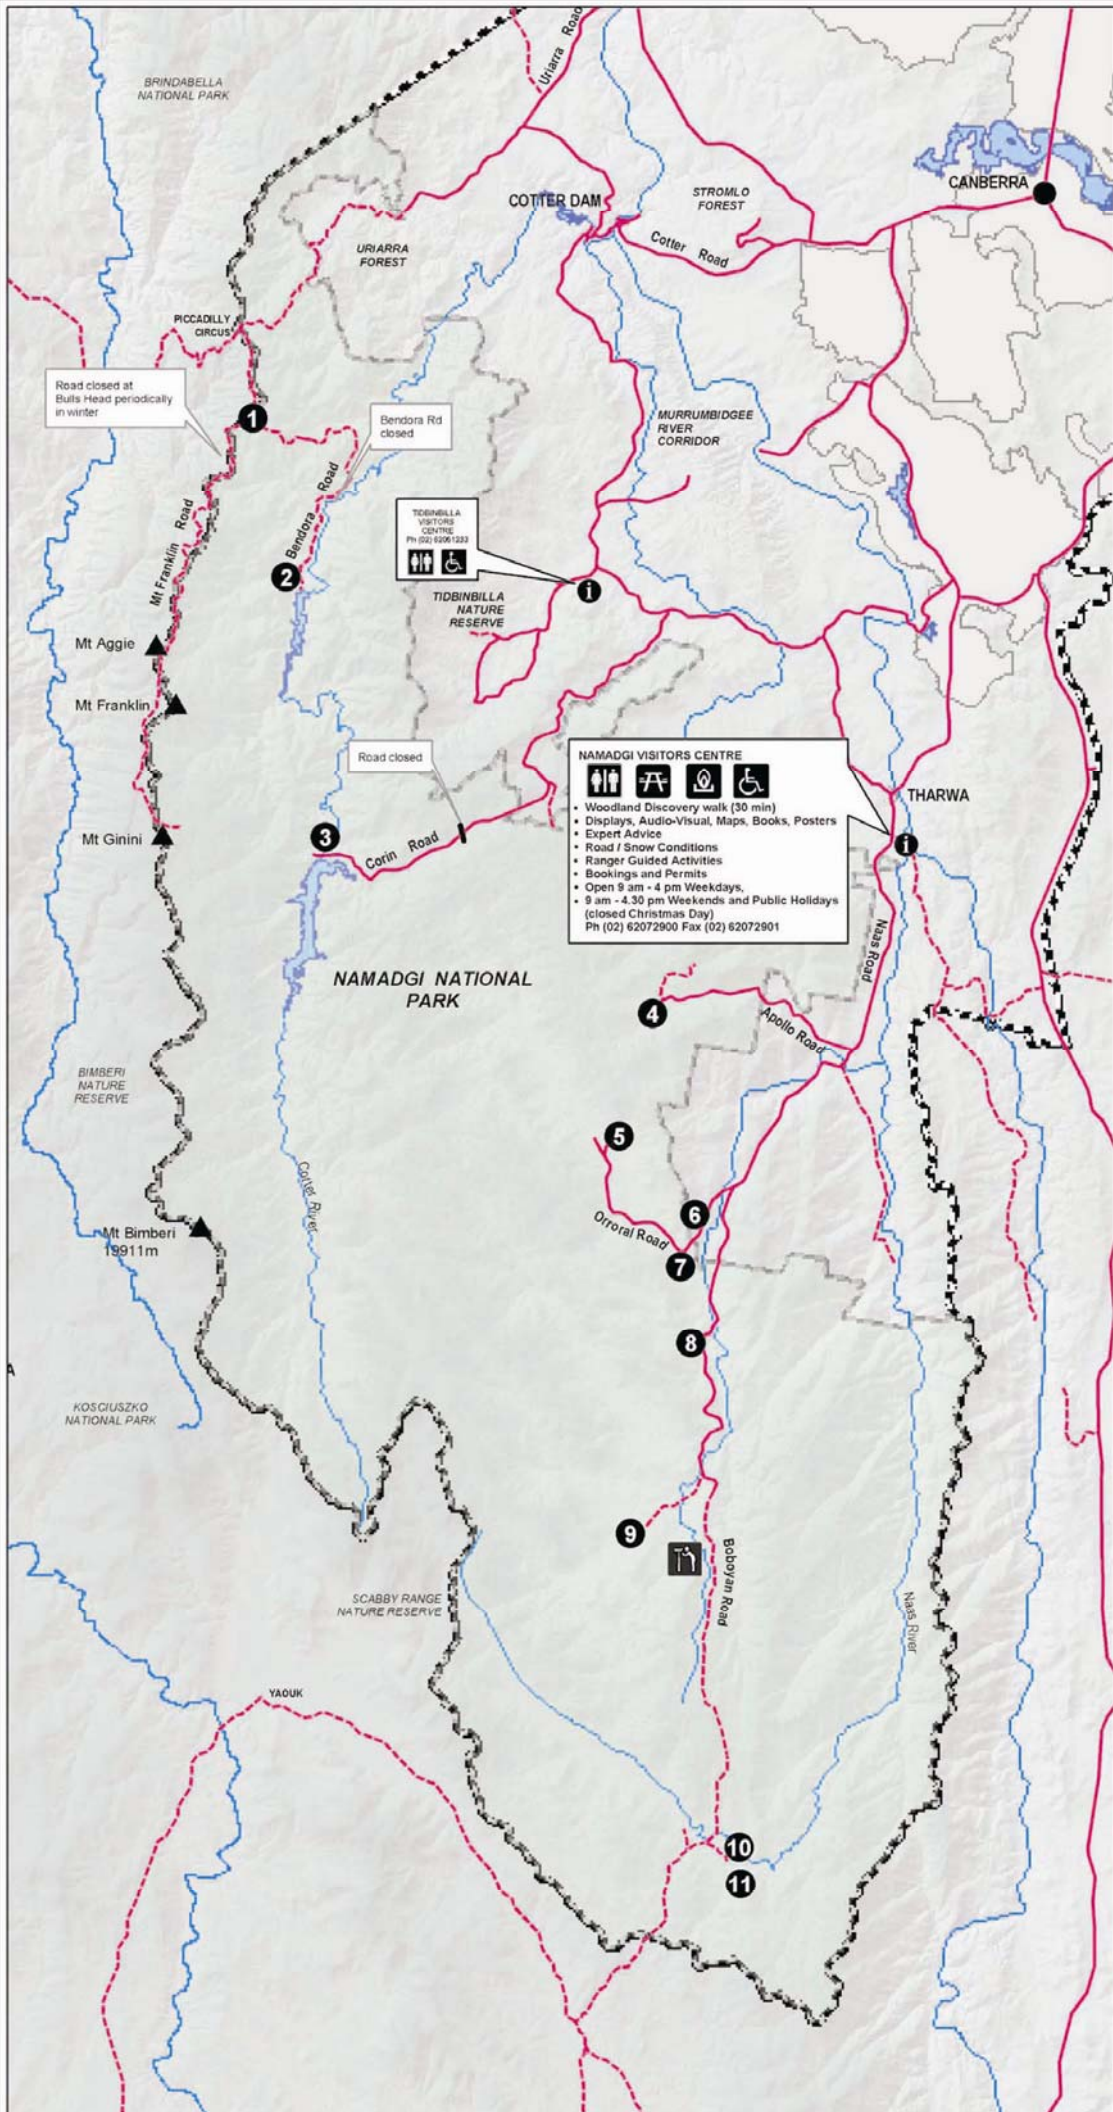 BRINDABELLA
NATIONAL PARK
Uriarra Road
CANBERRA
COTTER DAM
STROMLO
FOREST
Cotter Road
URIARRA
FOREST
PICCADILLY
CIRCUS
Road closed at
Bulls Head periodically
in winter
1
Bendora Rd
closed
MURRUMBIDGEE
RIVER
CORRIDOR
Mt Franklin Road
Bendora Road
2
TIDBINBILLA
VISITORS
CENTRE
Ph (02) 62051233
i
TIDBINBILLA
NATURE
RESERVE
Mt Aggie
Mt Franklin
Road closed
NAMADGI VISITORS CENTRE
• Woodland Discovery walk (30 min)
• Displays, Audio-Visual, Maps, Books, Posters
• Expert Advice
• Road / Snow Conditions
• Ranger Guided Activities
• Bookings and Permits
• Open 9 am - 4 pm Weekdays,
• 9 am - 4.30 pm Weekends and Public Holidays
(closed Christmas Day)
Ph (02) 62072900 Fax (02) 62072901
THARWA
i
Mt Ginini
3
Corin Road
Naas Road
NAMADGI NATIONAL
PARK
4
Apollo Road
BIMBERI
NATURE
RESERVE
5
Cotter River
6
Orroral Road
7
Mt Bimberi
19911m
8
A
KOSCIUSZKO
NATIONAL PARK
9
Boboyan Road
SCABBY RANGE
NATURE RESERVE
Naas River
YAOUK
10
11